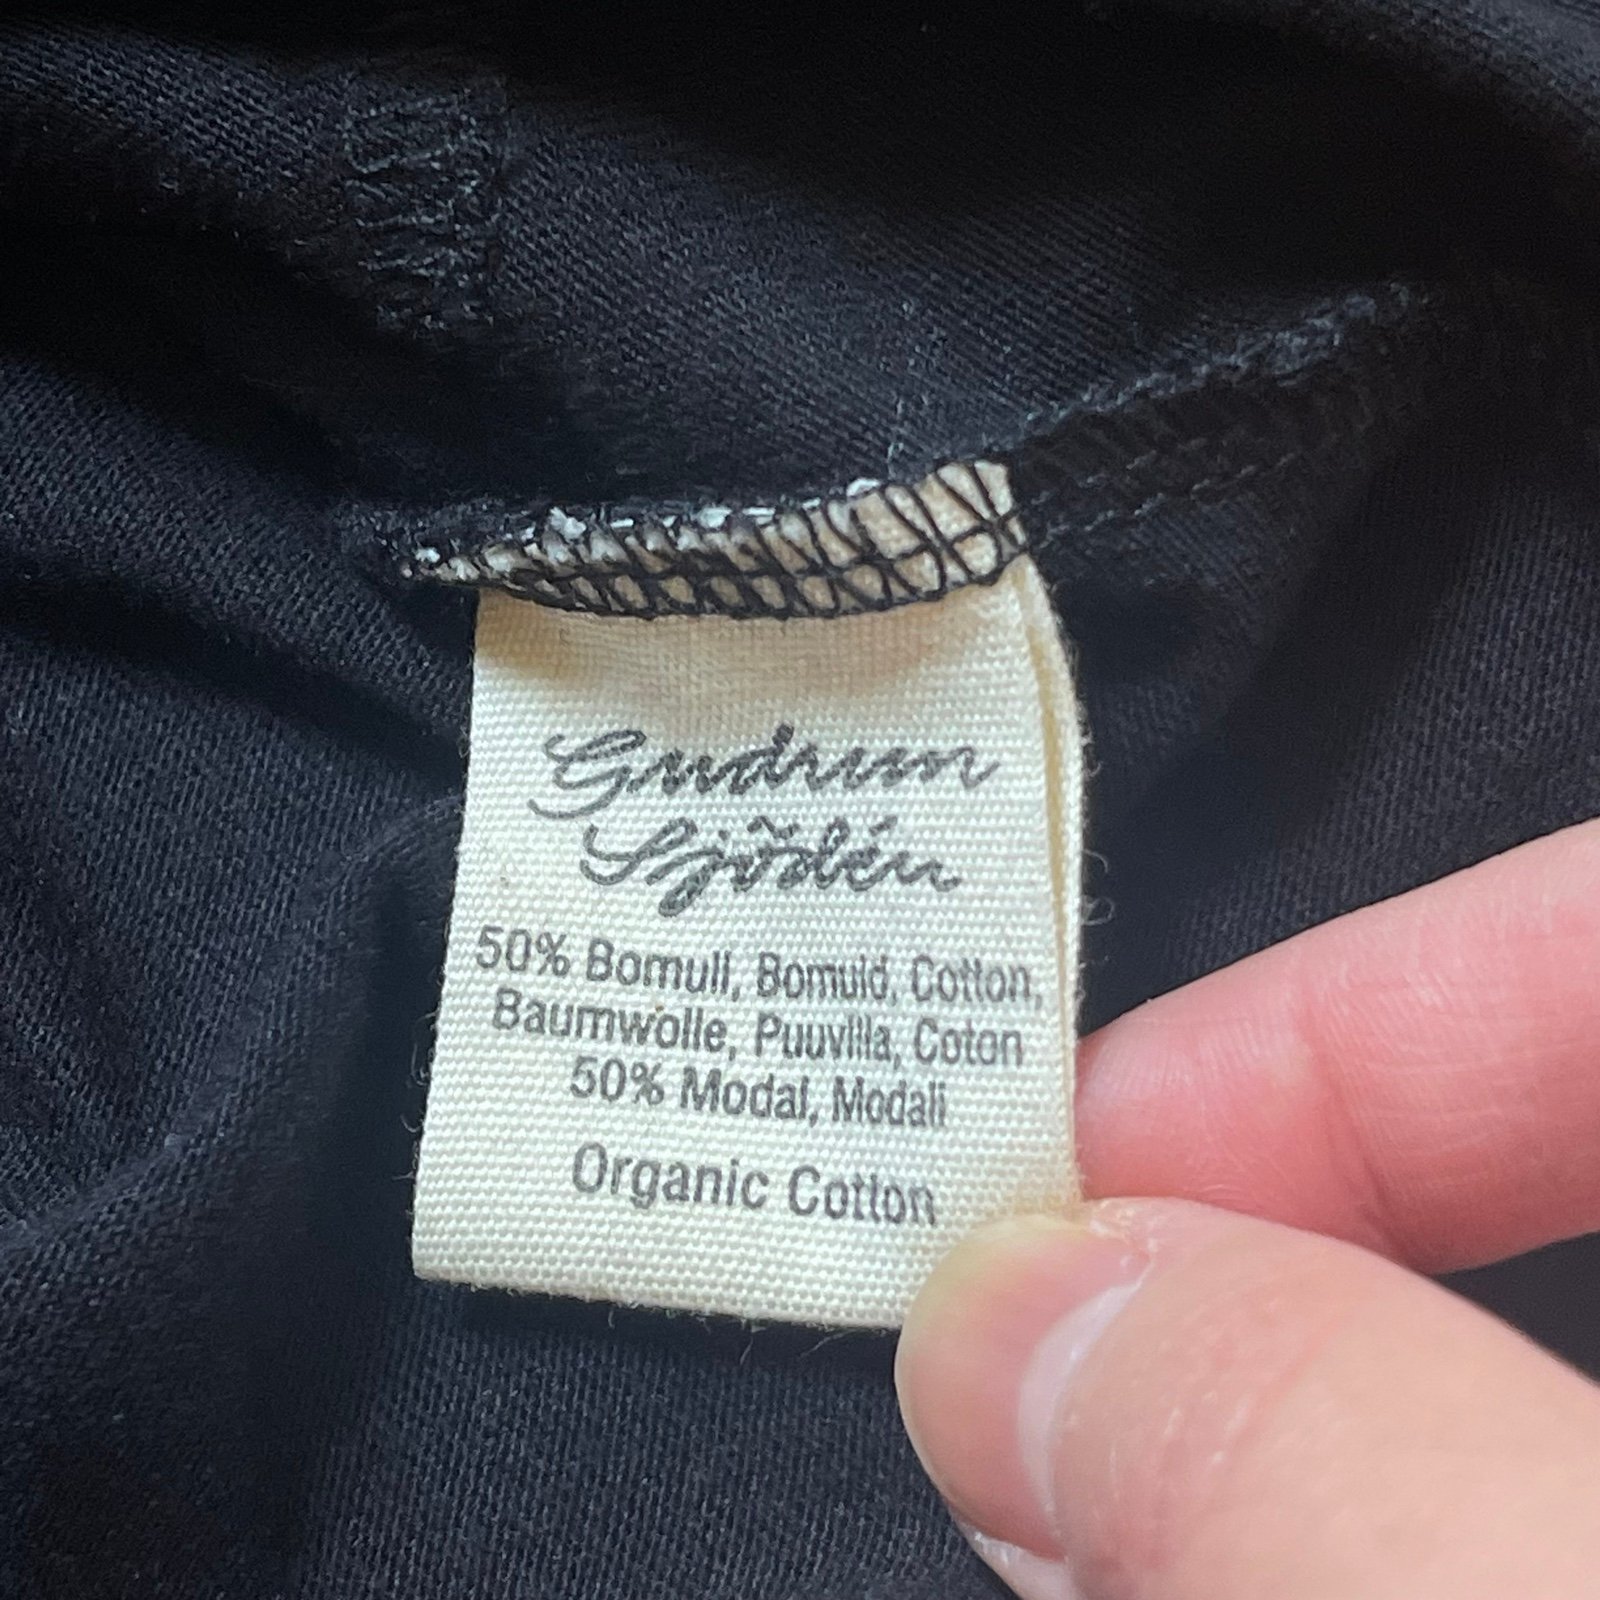 Gudrun
Sjödén
50% Bomull, Bomuld, Cotton,
Baumwolle, Puuvilla, Coton
50% Modal, Modali
Organic Cotton